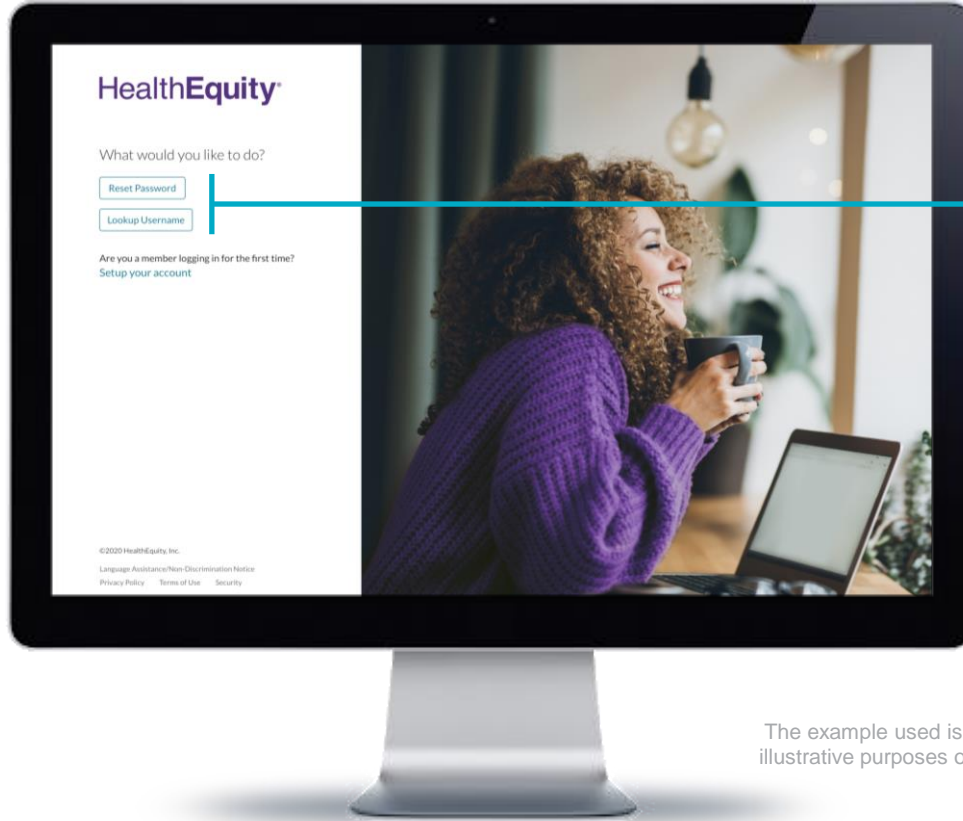 HealthEquity
What would you like to do?
Reset Password
Lookup Username
Are you a member logging in for the first time?
Setup your account
©2020 HealthEquity, Inc.
Language Assistance/Non-Discrimination Notice
Privacy Policy Terms of Use Security
The example used is
illustrative purposes o